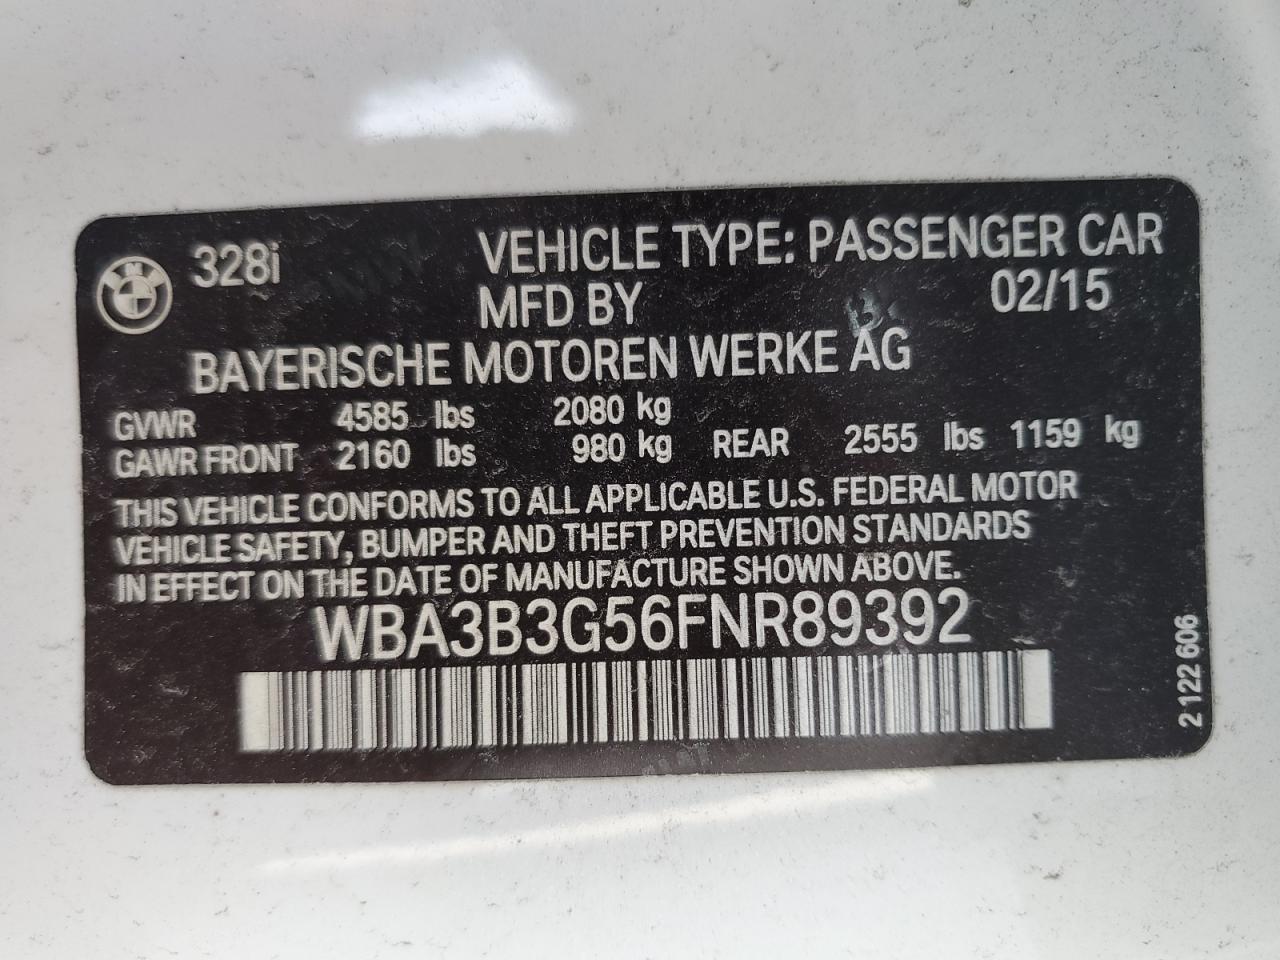 328i VEHICLE TYPE: PASSENGER CAR
MFD BY 02/15
BAYERISCHE MOTOREN WERKE AG
GVWR 4585 lbs 2080 kg
GAWR FRONT 2160 lbs 980 kg REAR 2555 lbs 1159 kg
THIS VEHICLE CONFORMS TO ALL APPLICABLE U.S. FEDERAL MOTOR
VEHICLE SAFETY, BUMPER AND THEFT PREVENTION STANDARDS
IN EFFECT ON THE DATE OF MANUFACTURE SHOWN ABOVE.
WBA3B3G56FNR89392
2 122 606